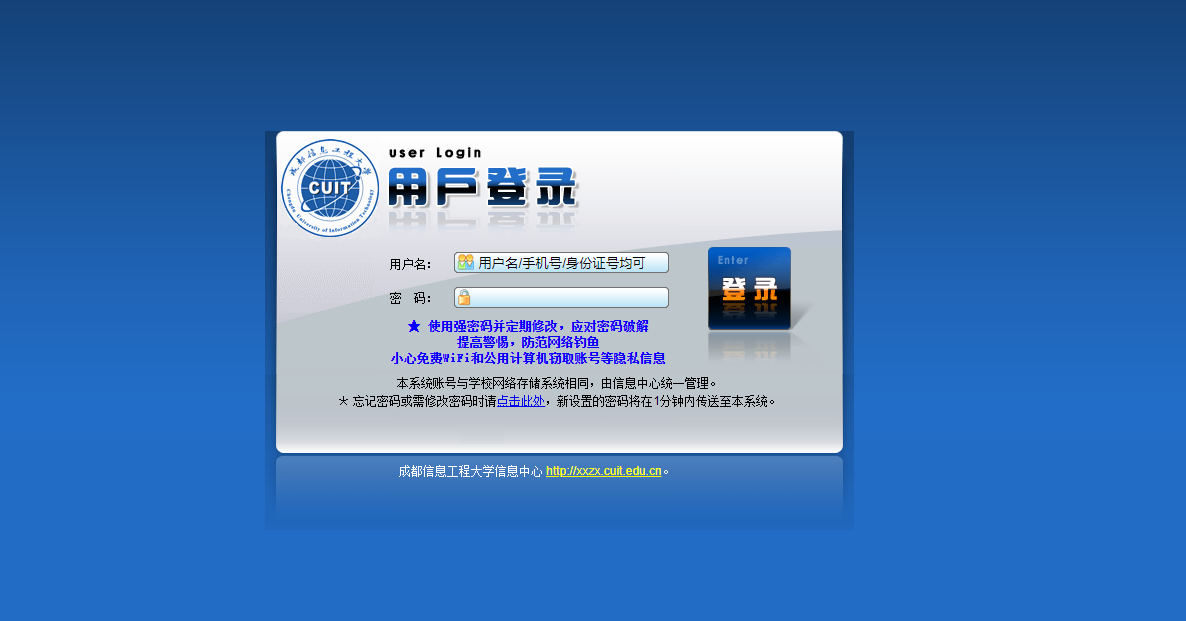 成都信息工程大学
CUIT
Chengdu University of Information Technology
user Login
用戶登录
用户名： 用户名/手机号/身份证号均可
密 码：
Enter
登录
★ 使用强密码并定期修改，应对密码破解
提高警惕，防范网络钓鱼
小心免费WiFi和公用计算机窃取账号等隐私信息
本系统账号与学校网络存储系统相同，由信息中心统一管理。
＊ 忘记密码或需修改密码时请点击此处，新设置的密码将在1分钟内传送至本系统。
成都信息工程大学信息中心 http://xxzx.cuit.edu.cn。